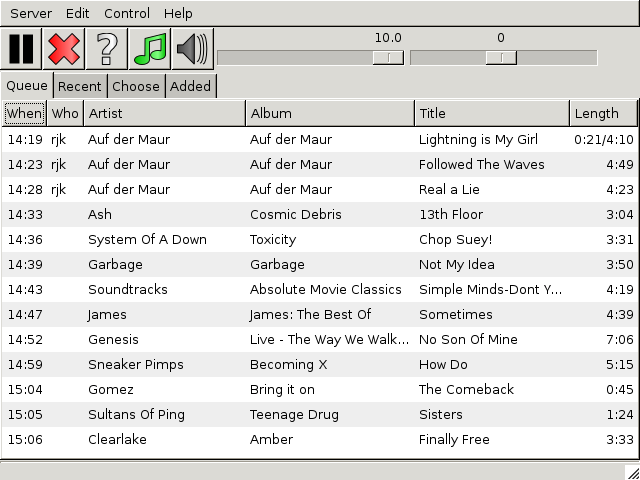 Server Edit Control Help
10.0 0
Queue Recent Choose Added
When Who Artist Album Title Length
14:19 rjk Auf der Maur Auf der Maur Lightning is My Girl 0:21/4:10
14:23 rjk Auf der Maur Auf der Maur Followed The Waves 4:49
14:28 rjk Auf der Maur Auf der Maur Real a Lie 4:23
14:33 Ash Cosmic Debris 13th Floor 3:04
14:36 System Of A Down Toxicity Chop Suey! 3:31
14:39 Garbage Garbage Not My Idea 3:50
14:43 Soundtracks Absolute Movie Classics Simple Minds-Dont Y... 4:19
14:47 James James: The Best Of Sometimes 4:39
14:52 Genesis Live - The Way We Walk... No Son Of Mine 7:06
14:59 Sneaker Pimps Becoming X How Do 5:15
15:04 Gomez Bring it on The Comeback 0:45
15:05 Sultans Of Ping Teenage Drug Sisters 1:24
15:06 Clearlake Amber Finally Free 3:33